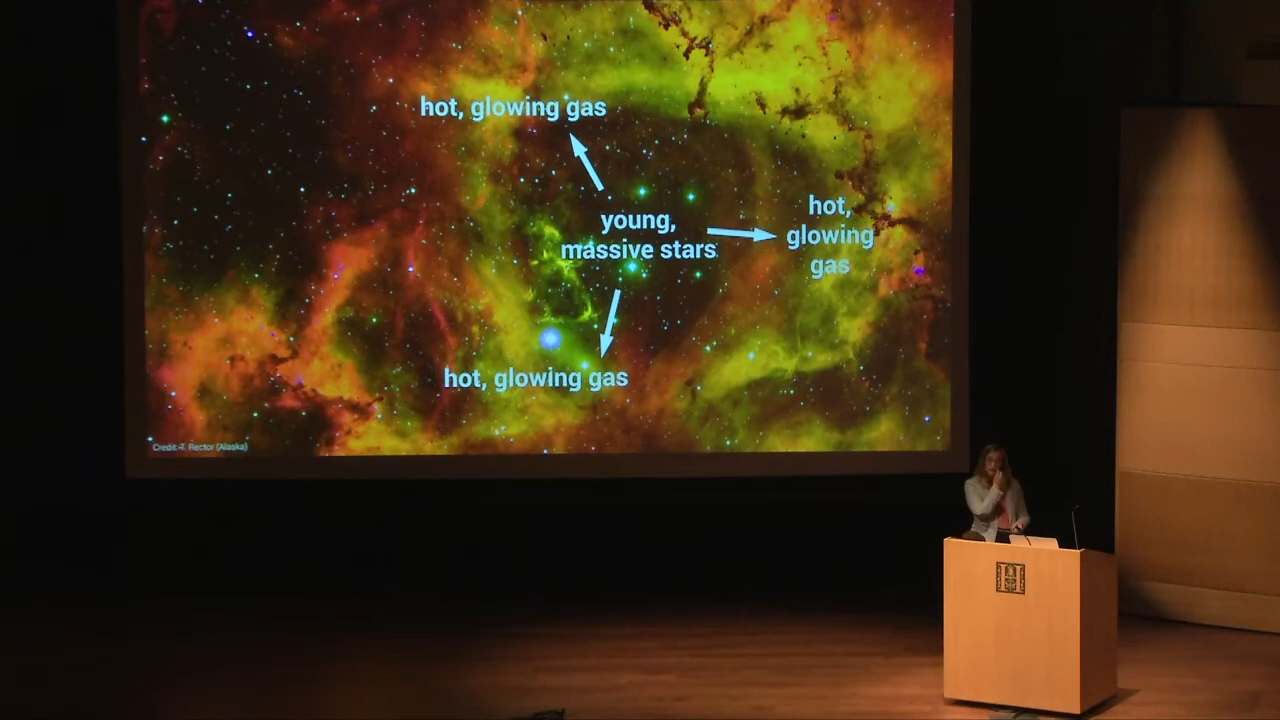 hot, glowing gas
young,
massive stars
hot,
glowing
gas
hot, glowing gas
Credit: T. Rector (Alaska)
H